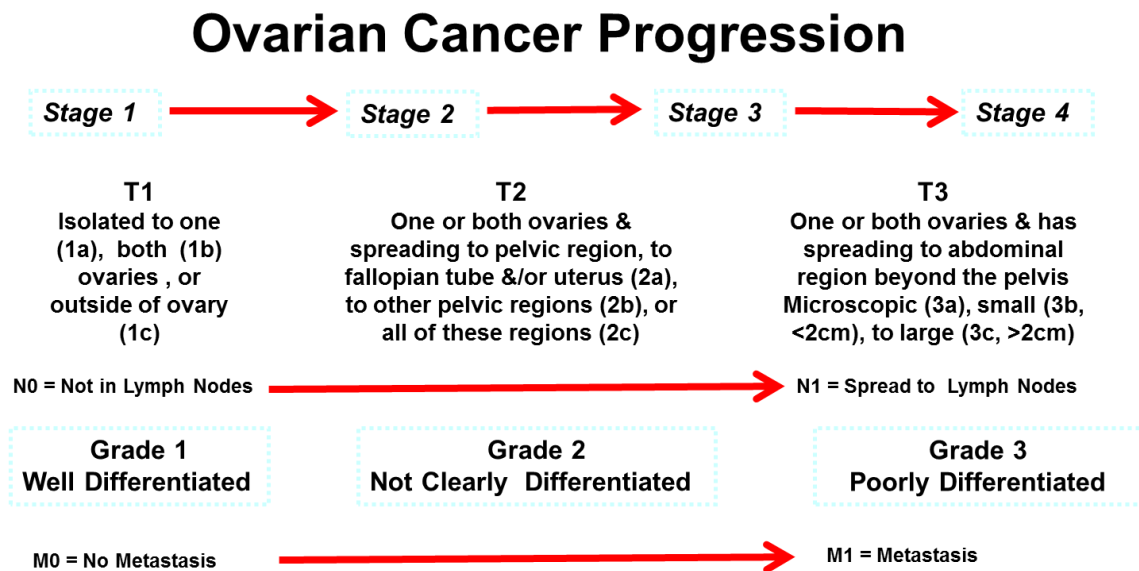 Ovarian Cancer Progression
Stage 1
Stage 2
Stage 3
Stage 4
T1
Isolated to one
(1a), both (1b)
ovaries , or
outside of ovary
(1c)
T2
One or both ovaries &
spreading to pelvic region, to
fallopian tube &/or uterus (2a),
to other pelvic regions (2b), or
all of these regions (2c)
T3
One or both ovaries & has
spreading to abdominal
region beyond the pelvis
Microscopic (3a), small (3b,
<2cm), to large (3c, >2cm)
N0 = Not in Lymph Nodes
N1 = Spread to Lymph Nodes
Grade 1
Well Differentiated
Grade 2
Not Clearly Differentiated
Grade 3
Poorly Differentiated
M0 = No Metastasis
M1 = Metastasis